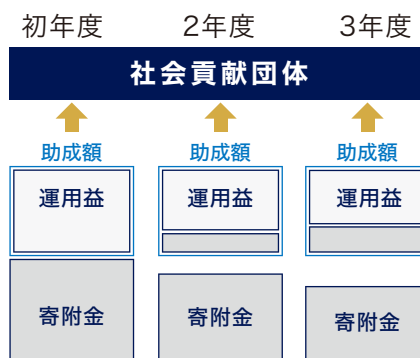 初年度 2年度 3年度
社会貢献団体
助成額 助成額 助成額
運用益 運用益 運用益
寄附金 寄附金 寄附金